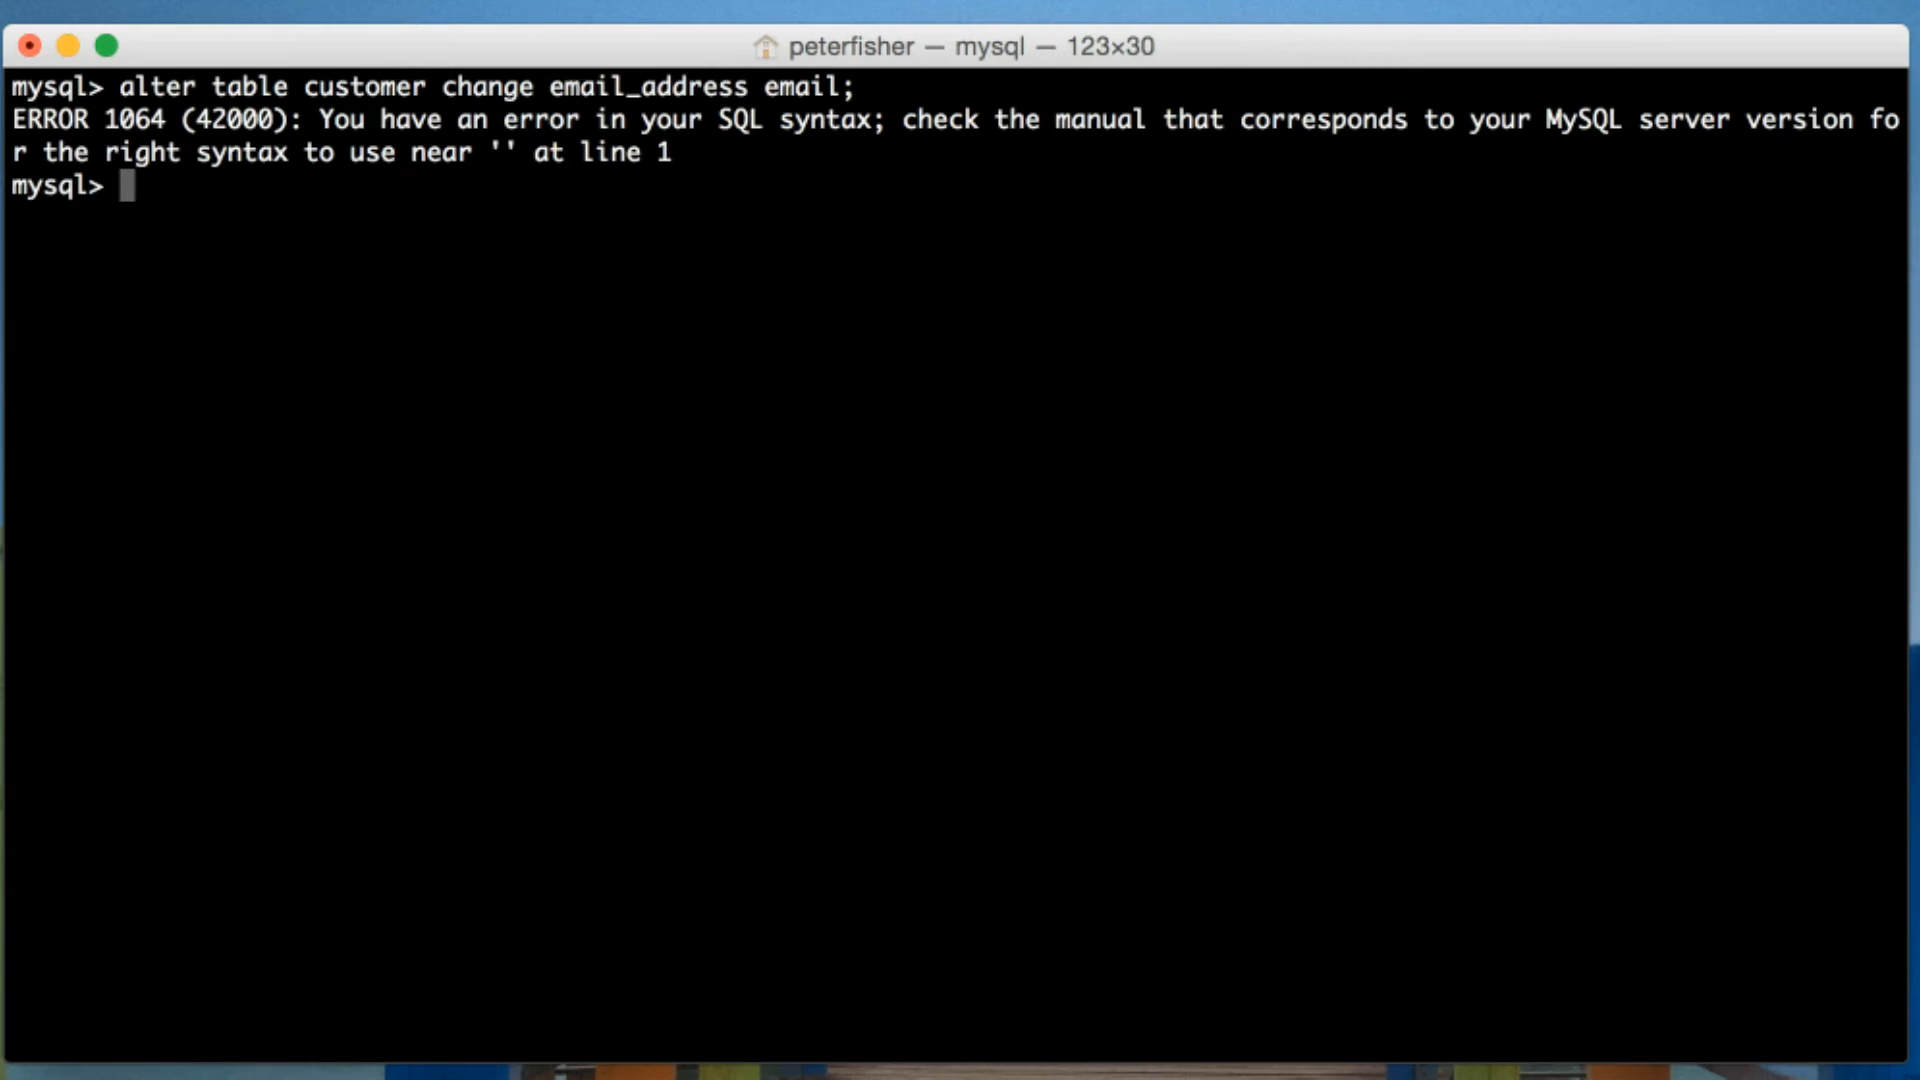 peterfisher — mysql — 123×30
mysql> alter table customer change email_address email;
ERROR 1064 (42000): You have an error in your SQL syntax; check the manual that corresponds to your MySQL server version fo
r the right syntax to use near '' at line 1
mysql>